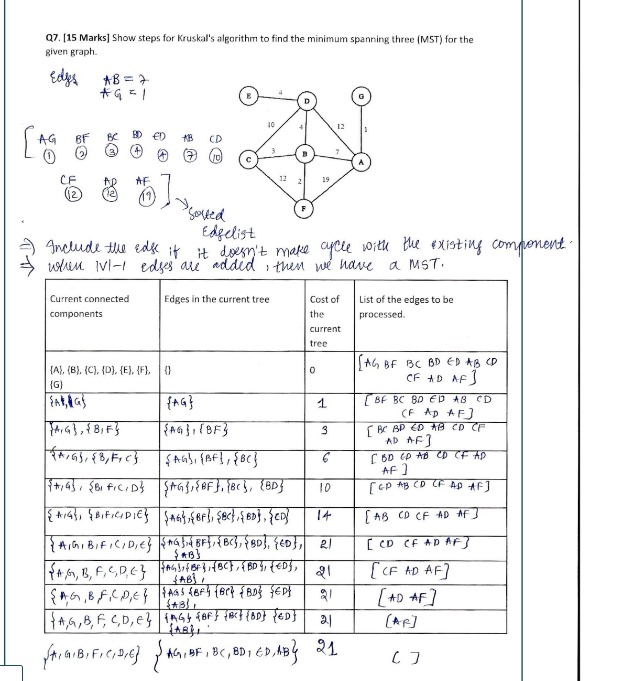 Q7. [15 Marks] Show steps for Kruskal's algorithm to find the minimum spanning three (MST) for the
given graph.
Edges AB = 7
AG = 1
E 4 D G
10 4 12 1
C 3 B 7 A
12 2 19
F
[ AG BF BC BD ED AB CD
1 2 3 4 4 7 10
CF AD AF ]
12 12 19
Sorted
Edgelist
⇒ Include the edge if it doesn't make cycle with the existing component.
⇒ when |V|-1 edges are added, then we have a MST.
Current connected components | Edges in the current tree | Cost of the current tree | List of the edges to be processed.
{A}, {B}, {C}, {D}, {E}, {F}, {G} | {} | 0 | [AG BF BC BD ED AB CD CF AD AF]
{A,G} | {AG} | 1 | [BF BC BD ED AB CD CF AD AF]
{A,G}, {B,F} | {AG}, {BF} | 3 | [BC BD ED AB CD CF AD AF]
{A,G}, {B,F,C} | {AG}, {BF}, {BC} | 6 | [BD ED AB CD CF AD AF]
{A,G}, {B,F,C,D} | {AG}, {BF}, {BC}, {BD} | 10 | [ED AB CD CF AD AF]
{A,G}, {B,F,C,D,E} | {AG}, {BF}, {BC}, {BD}, {ED} | 14 | [AB CD CF AD AF]
{A,G,B,F,C,D,E} | {AG}, {BF}, {BC}, {BD}, {ED}, {AB} | 21 | [CD CF AD AF]
{A,G,B,F,C,D,E} | {AG}, {BF}, {BC}, {BD}, {ED}, {AB}, | 21 | [CF AD AF]
{A,G,B,F,C,D,E} | {AG} {BF} {BC} {BD} {ED} {AB}, | 21 | [AD AF]
{A,G,B,F,C,D,E} | {AG} {BF} {BC} {BD} {ED} {AB}, | 21 | [AF]
{A,G,B,F,C,D,E} {AG, BF, BC, BD, ED, AB} 21 [ ]